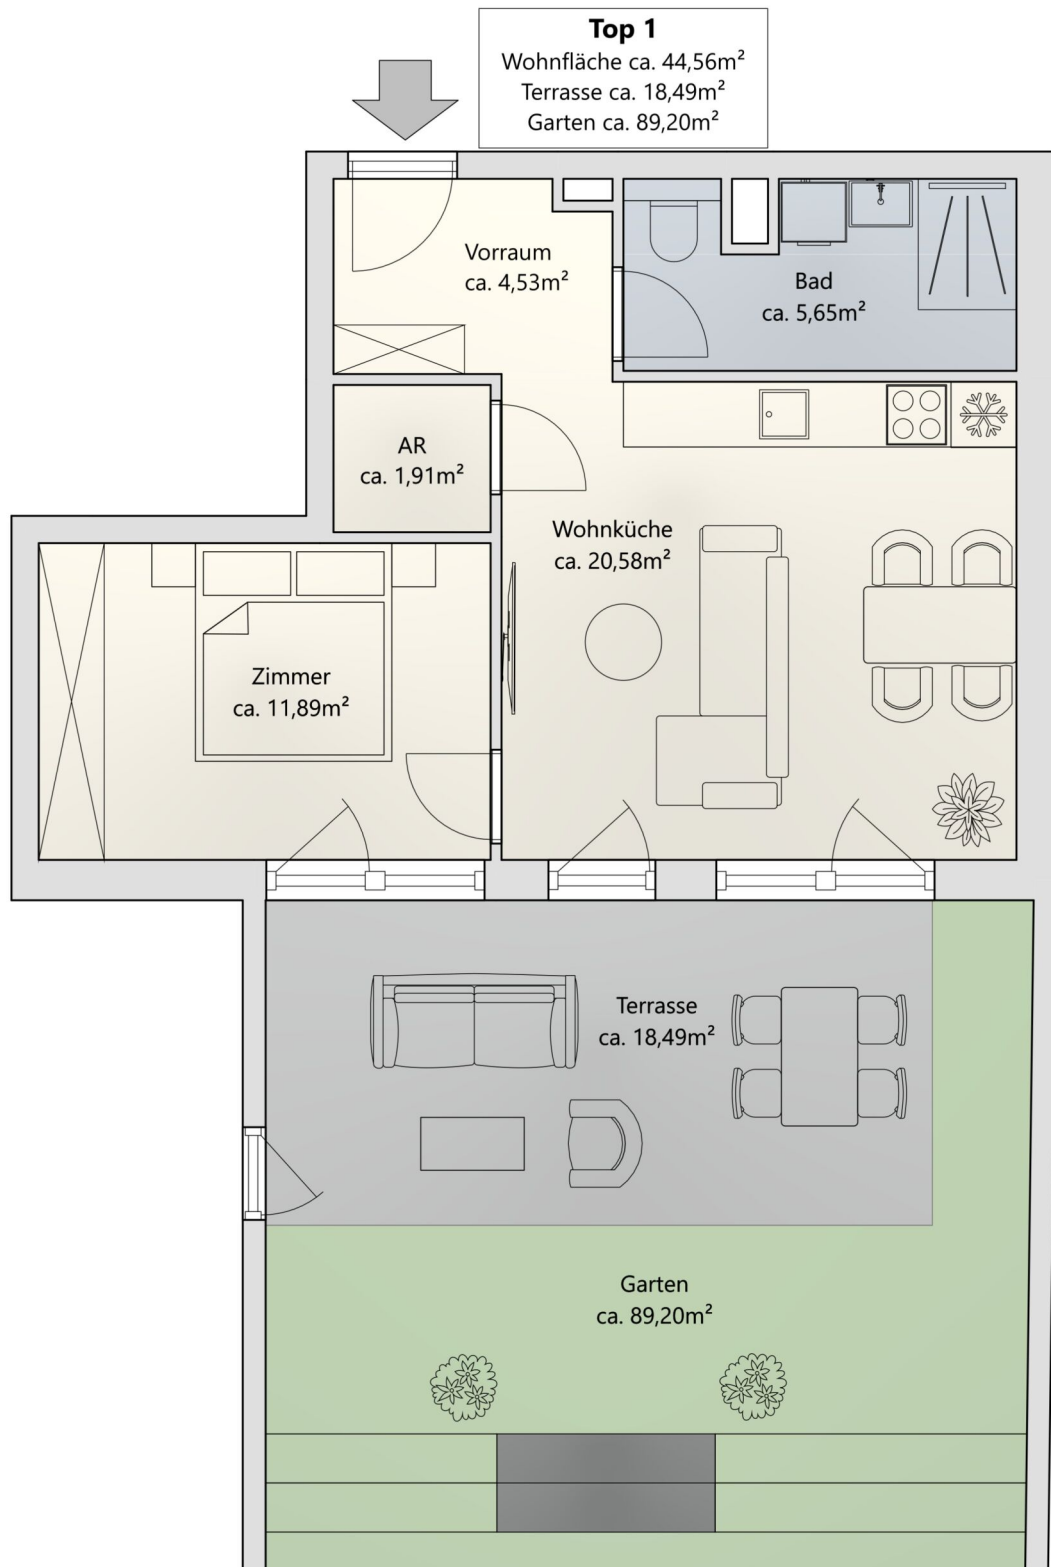 Top 1
Wohnfläche ca. 44,56m²
Terrasse ca. 18,49m²
Garten ca. 89,20m²
Vorraum
ca. 4,53m²
Bad
ca. 5,65m²
AR
ca. 1,91m²
Wohnküche
ca. 20,58m²
Zimmer
ca. 11,89m²
Terrasse
ca. 18,49m²
Garten
ca. 89,20m²